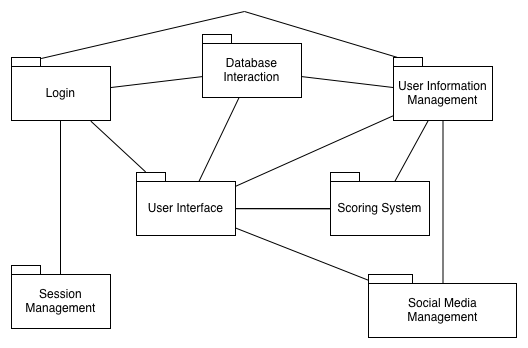 Database
Interaction
Login
User Information
Management
User Interface
Scoring System
Session
Management
Social Media
Management